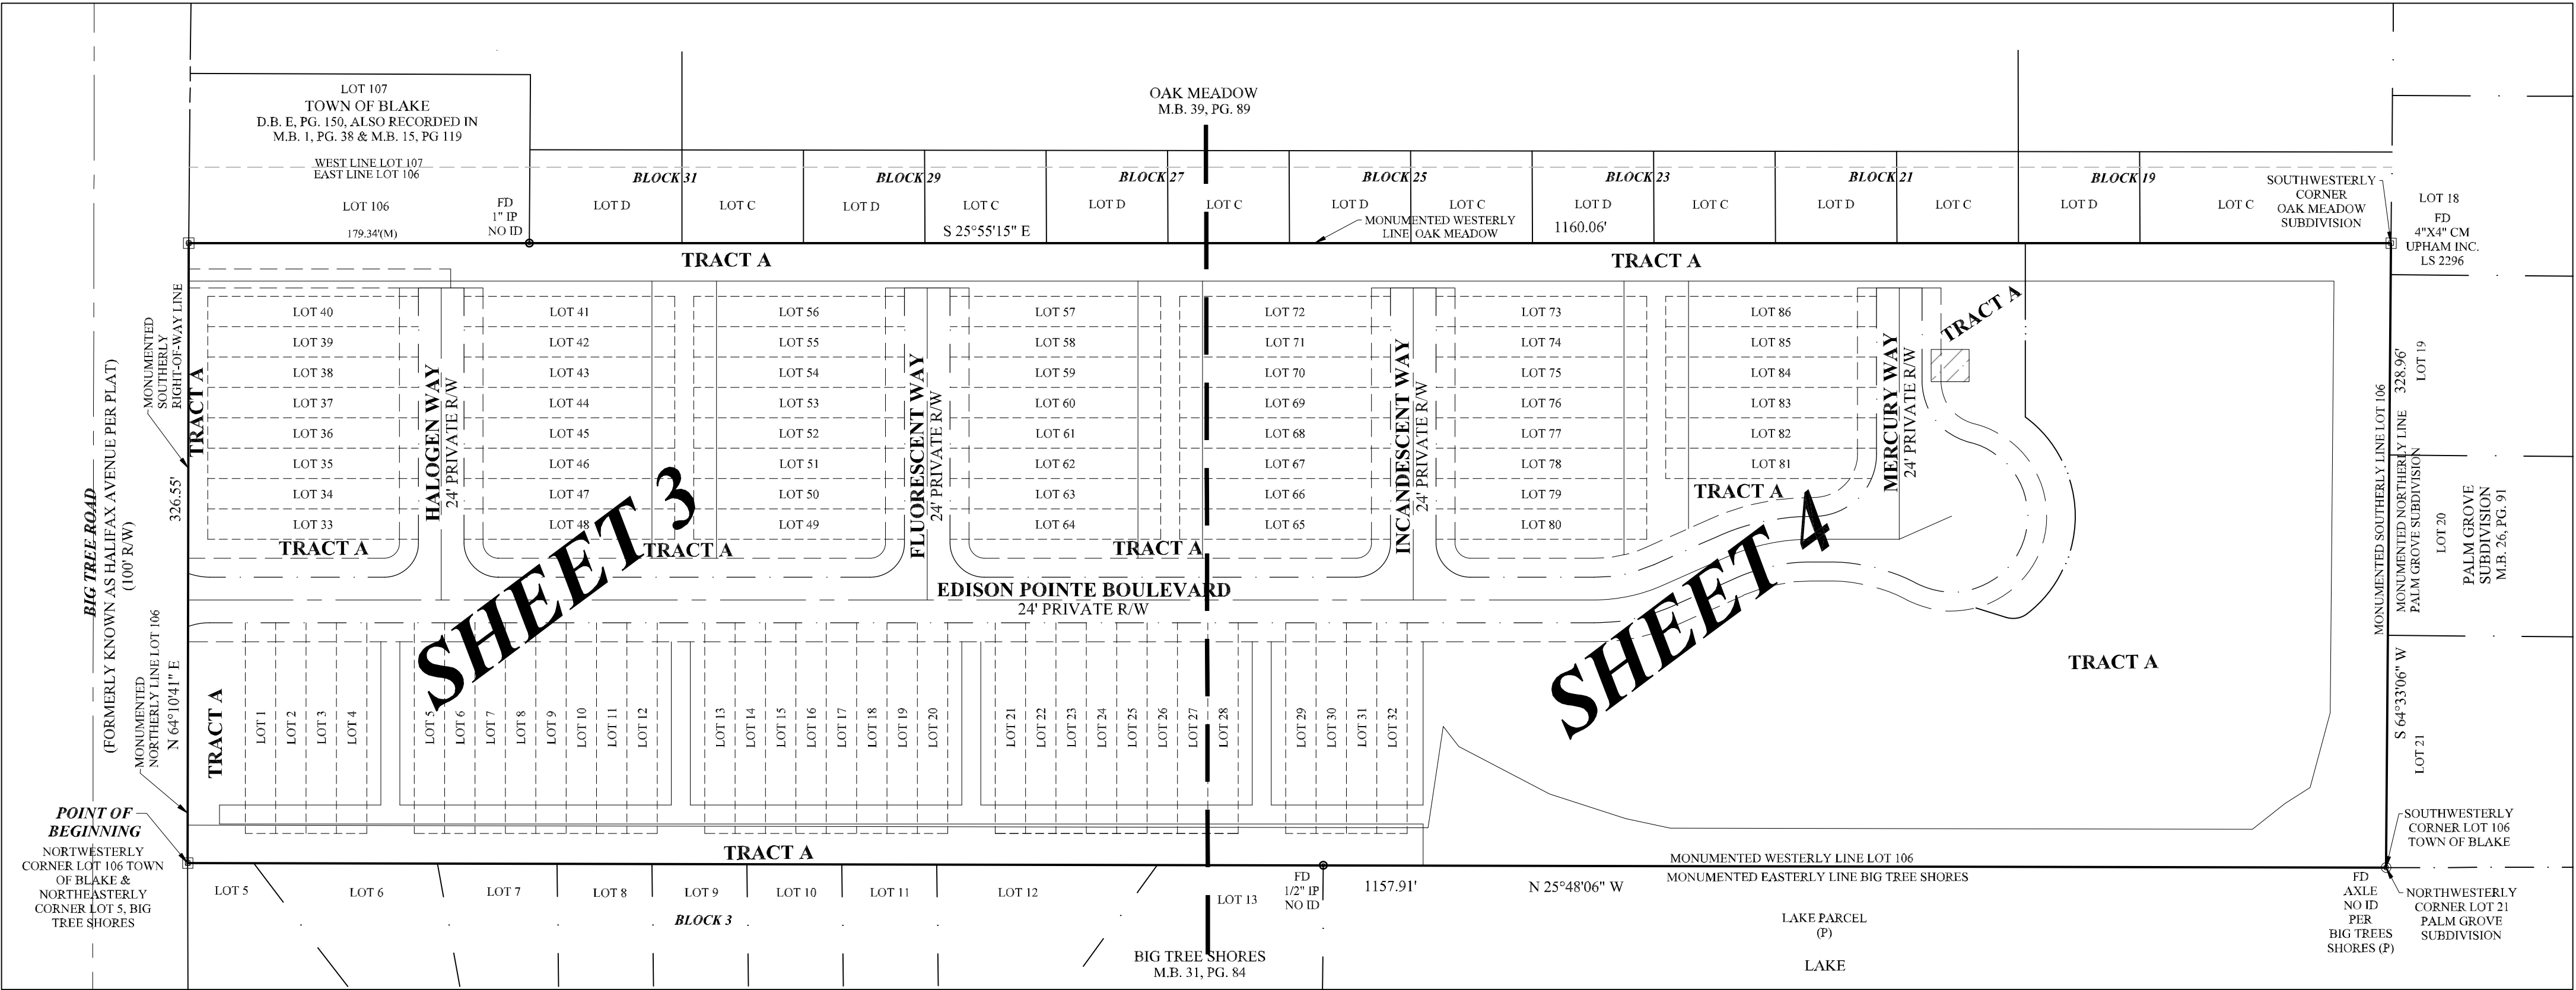 LOT 107
TOWN OF BLAKE
D.B. E, PG. 150, ALSO RECORDED IN
M.B. 1, PG. 38 & M.B. 15, PG 119
WEST LINE LOT 107
EAST LINE LOT 106
LOT 106
179.34'(M)
FD
1" IP
NO ID
OAK MEADOW
M.B. 39, PG. 89
BLOCK 31
BLOCK 29
BLOCK 27
BLOCK 25
BLOCK 23
BLOCK 21
BLOCK 19
LOT D
LOT C
LOT D
LOT C
LOT D
LOT C
LOT D
LOT C
LOT D
LOT C
LOT D
LOT C
LOT D
LOT C
S 25°55'15" E
MONUMENTED WESTERLY
LINE OAK MEADOW
1160.06'
SOUTHWESTERLY
CORNER
OAK MEADOW
SUBDIVISION
LOT 18
FD
4"X4" CM
UPHAM INC.
LS 2296
TRACT A
TRACT A
TRACT A
LOT 40
LOT 39
LOT 38
LOT 37
LOT 36
LOT 35
LOT 34
LOT 33
TRACT A
HALOGEN WAY
24' PRIVATE R/W
LOT 41
LOT 42
LOT 43
LOT 44
LOT 45
LOT 46
LOT 47
LOT 48
LOT 56
LOT 55
LOT 54
LOT 53
LOT 52
LOT 51
LOT 50
LOT 49
TRACT A
FLUORESCENT WAY
24' PRIVATE R/W
LOT 57
LOT 58
LOT 59
LOT 60
LOT 61
LOT 62
LOT 63
LOT 64
TRACT A
LOT 72
LOT 71
LOT 70
LOT 69
LOT 68
LOT 67
LOT 66
LOT 65
INCANDESCENT WAY
24' PRIVATE R/W
LOT 73
LOT 74
LOT 75
LOT 76
LOT 77
LOT 78
LOT 79
LOT 80
LOT 86
LOT 85
LOT 84
LOT 83
LOT 82
LOT 81
TRACT A
MERCURY WAY
24' PRIVATE R/W
TRACT A
BIG TREE ROAD
(FORMERLY KNOWN AS HALIFAX AVENUE PER PLAT)
(100' R/W)
MONUMENTED
SOUTHERLY
RIGHT-OF-WAY LINE
326.55'
MONUMENTED
NORTHERLY LINE LOT 106
N 64°10'41" E
SHEET 3
SHEET 4
EDISON POINTE BOULEVARD
24' PRIVATE R/W
TRACT A
LOT 1
LOT 2
LOT 3
LOT 4
LOT 5
LOT 6
LOT 7
LOT 8
LOT 9
LOT 10
LOT 11
LOT 12
LOT 13
LOT 14
LOT 15
LOT 16
LOT 17
LOT 18
LOT 19
LOT 20
LOT 21
LOT 22
LOT 23
LOT 24
LOT 25
LOT 26
LOT 27
LOT 28
LOT 29
LOT 30
LOT 31
LOT 32
TRACT A
TRACT A
MONUMENTED SOUTHERLY LINE LOT 106
MONUMENTED NORTHERLY LINE
PALM GROVE SUBDIVISION
328.96'
S 64°33'06" W
LOT 19
LOT 20
LOT 21
PALM GROVE
SUBDIVISION
M.B. 26, PG. 91
POINT OF
BEGINNING
NORTWESTERLY
CORNER LOT 106 TOWN
OF BLAKE &
NORTHEASTERLY
CORNER LOT 5, BIG
TREE SHORES
LOT 5
LOT 6
LOT 7
LOT 8
LOT 9
LOT 10
LOT 11
LOT 12
LOT 13
BLOCK 3
BIG TREE SHORES
M.B. 31, PG. 84
FD
1/2" IP
NO ID
1157.91'
N 25°48'06" W
MONUMENTED WESTERLY LINE LOT 106
MONUMENTED EASTERLY LINE BIG TREE SHORES
LAKE PARCEL
(P)
LAKE
FD
AXLE
NO ID
PER
BIG TREES
SHORES (P)
SOUTHWESTERLY
CORNER LOT 106
TOWN OF BLAKE
NORTHWESTERLY
CORNER LOT 21
PALM GROVE
SUBDIVISION